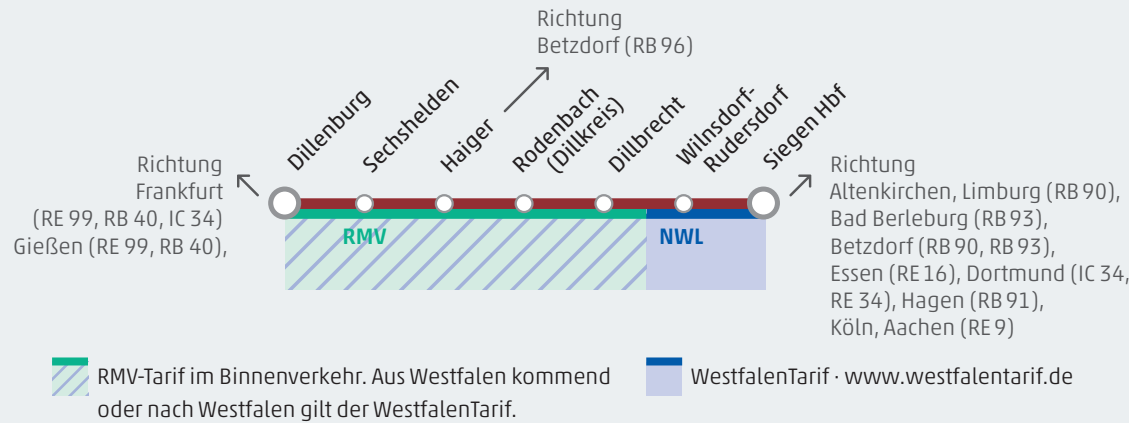 Richtung
Betzdorf (RB 96)
Dillenburg
Sechshelden
Haiger
Rodenbach
(Dillkreis)
Dillbrecht
Wilnsdorf-
Rudersdorf
Siegen Hbf
Richtung
Frankfurt
(RE 99, RB 40, IC 34)
Gießen (RE 99, RB 40),
Richtung
Altenkirchen, Limburg (RB 90),
Bad Berleburg (RB 93),
Betzdorf (RB 90, RB 93),
Essen (RE 16), Dortmund (IC 34,
RE 34), Hagen (RB 91),
Köln, Aachen (RE 9)
RMV
NWL
RMV-Tarif im Binnenverkehr. Aus Westfalen kommend
oder nach Westfalen gilt der WestfalenTarif.
WestfalenTarif · www.westfalentarif.de